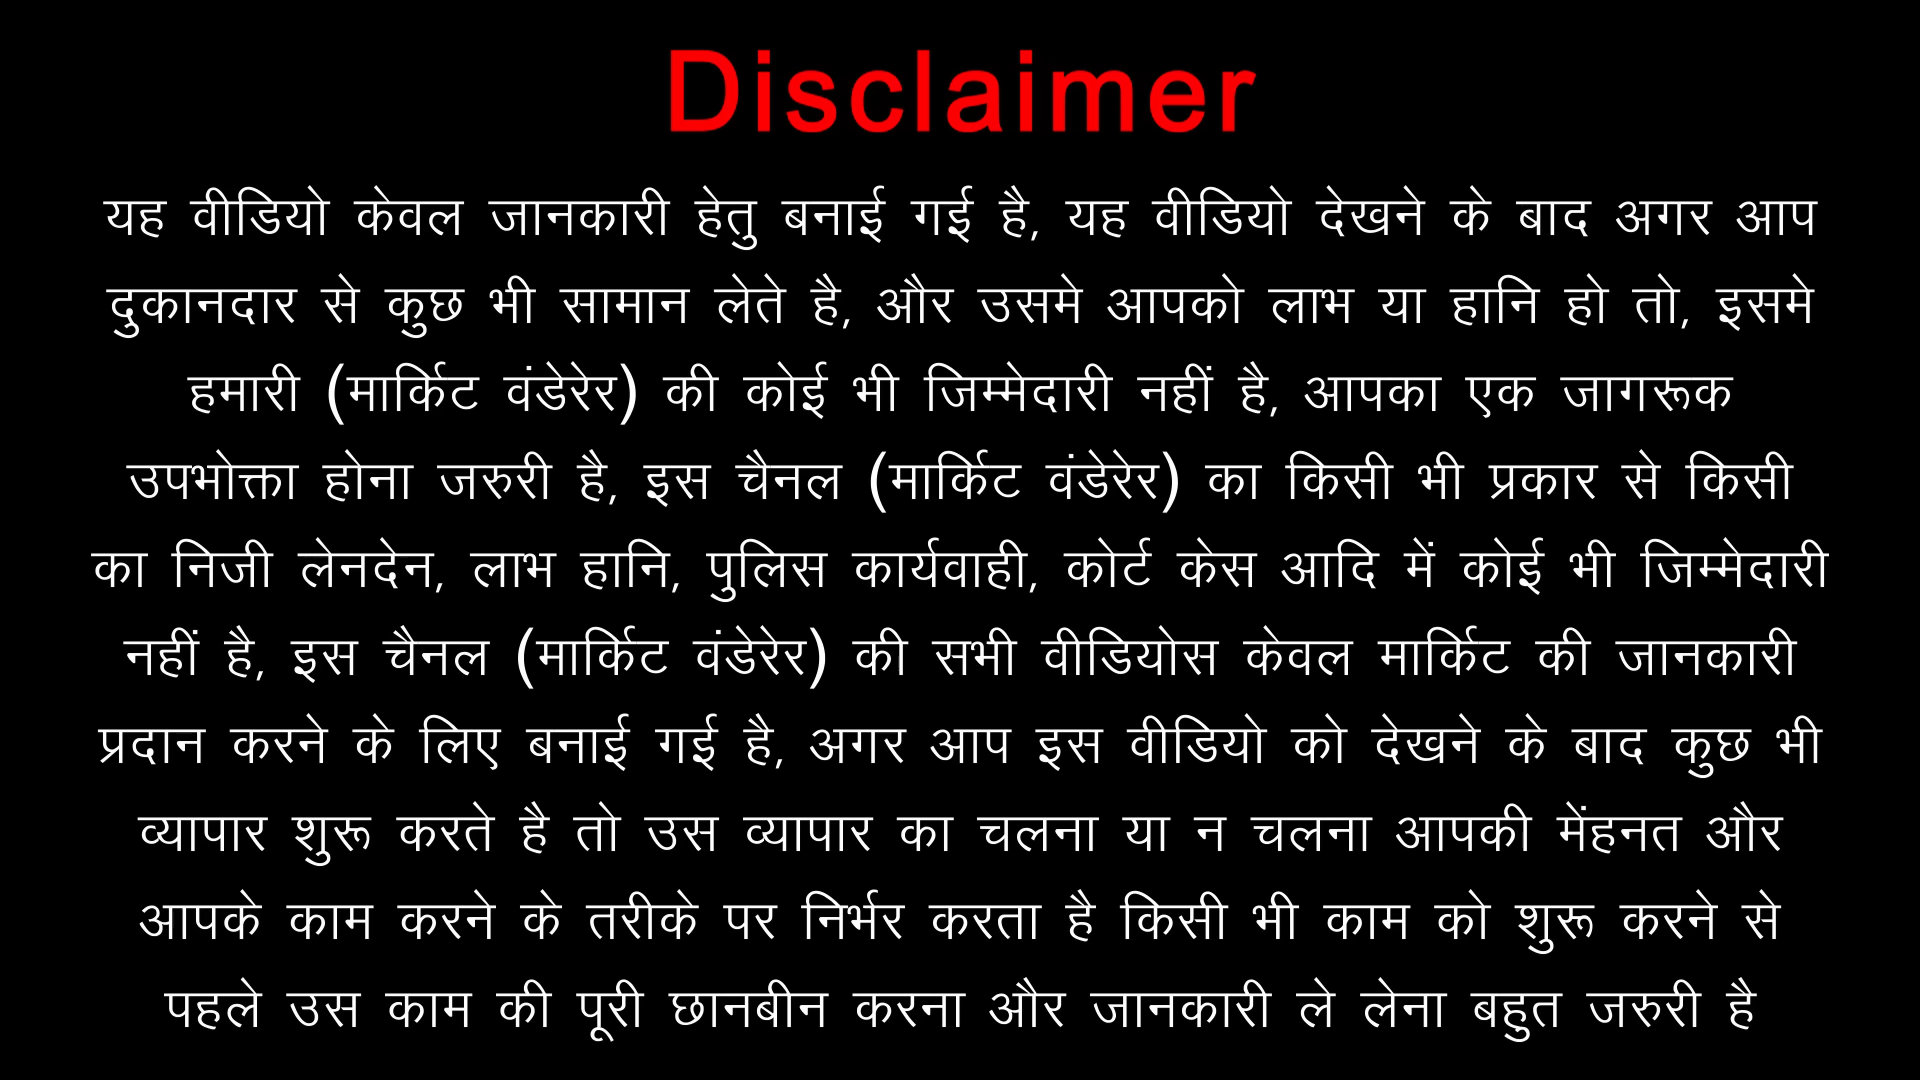 Disclaimer
यह वीडियो केवल जानकारी हेतु बनाई गई है, यह वीडियो देखने के बाद अगर आप
दुकानदार से कुछ भी सामान लेते है, और उसमे आपको लाभ या हानि हो तो, इसमे
हमारी (मार्किट वंडेरेर) की कोई भी जिम्मेदारी नहीं है, आपका एक जागरूक
उपभोक्ता होना जरुरी है, इस चैनल (मार्किट वंडेरेर) का किसी भी प्रकार से किसी
का निजी लेनदेन, लाभ हानि, पुलिस कार्यवाही, कोर्ट केस आदि में कोई भी जिम्मेदारी
नहीं है, इस चैनल (मार्किट वंडेरेर) की सभी वीडियोस केवल मार्किट की जानकारी
प्रदान करने के लिए बनाई गई है, अगर आप इस वीडियो को देखने के बाद कुछ भी
व्यापार शुरू करते है तो उस व्यापार का चलना या न चलना आपकी मेंहनत और
आपके काम करने के तरीके पर निर्भर करता है किसी भी काम को शुरू करने से
पहले उस काम की पूरी छानबीन करना और जानकारी ले लेना बहुत जरुरी है